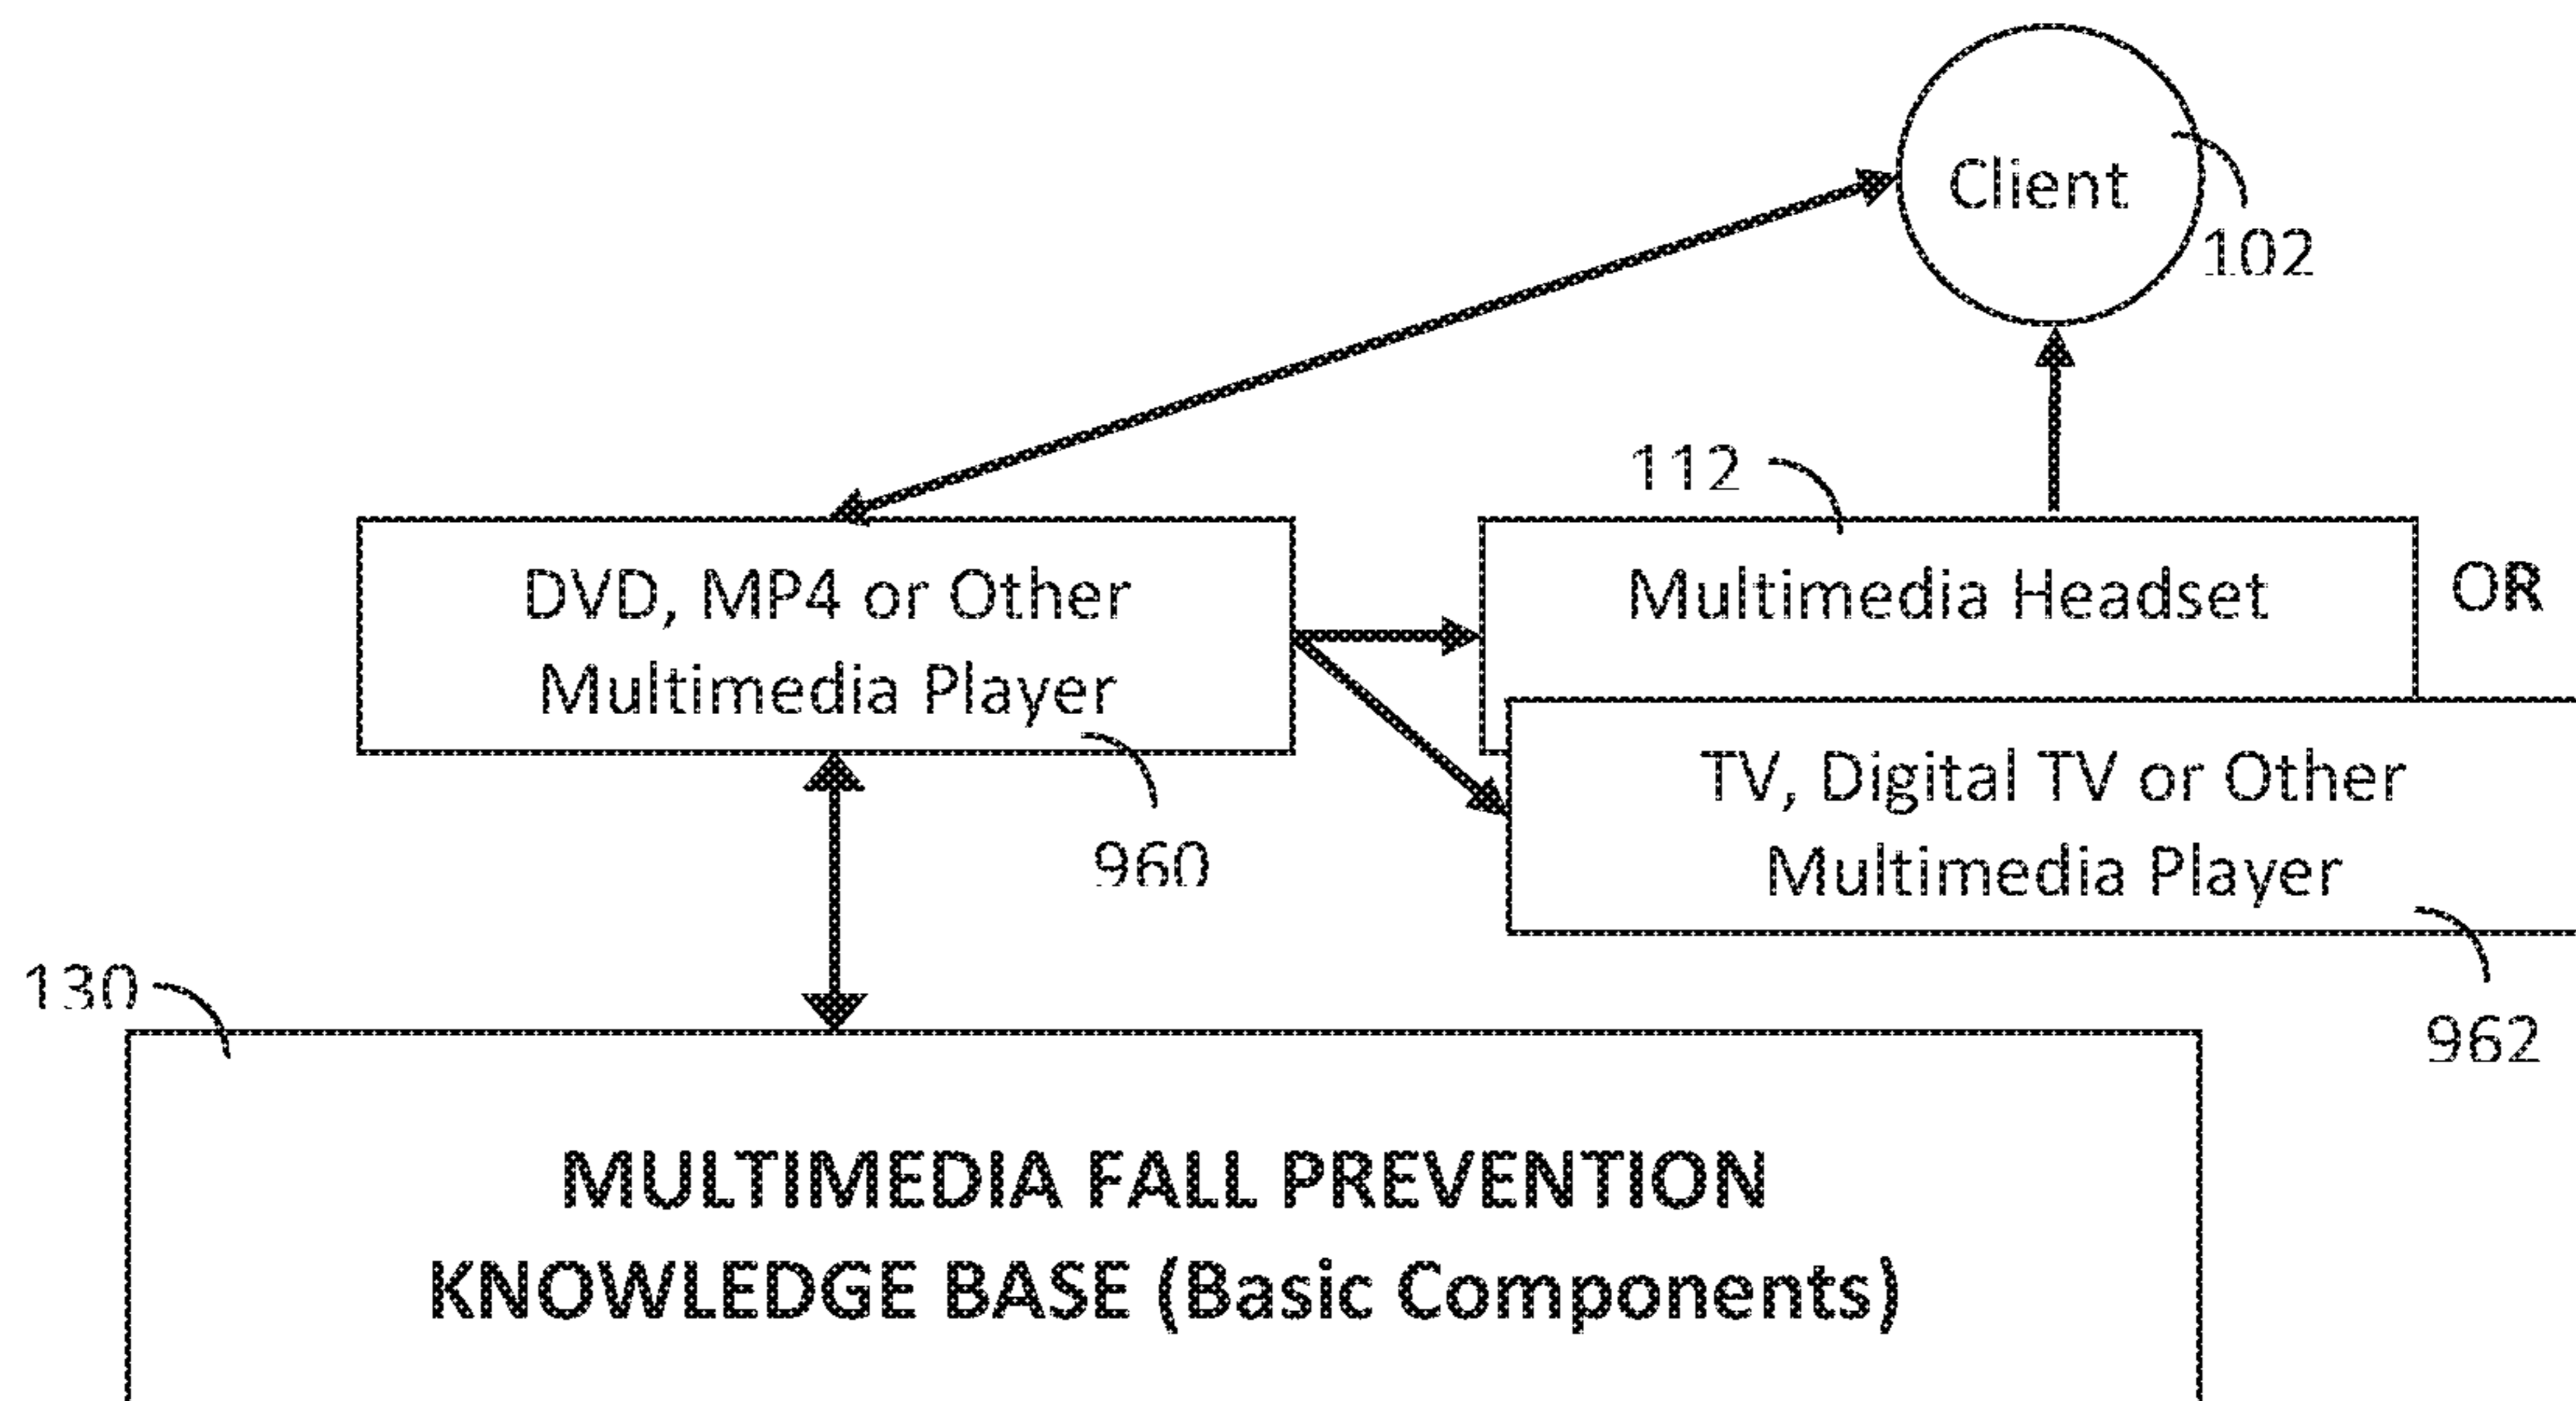 Client
102
112
DVD, MP4 or Other
Multimedia Player
Multimedia Headset
OR
TV, Digital TV or Other
Multimedia Player
960
962
130
MULTIMEDIA FALL PREVENTION
KNOWLEDGE BASE (Basic Components)